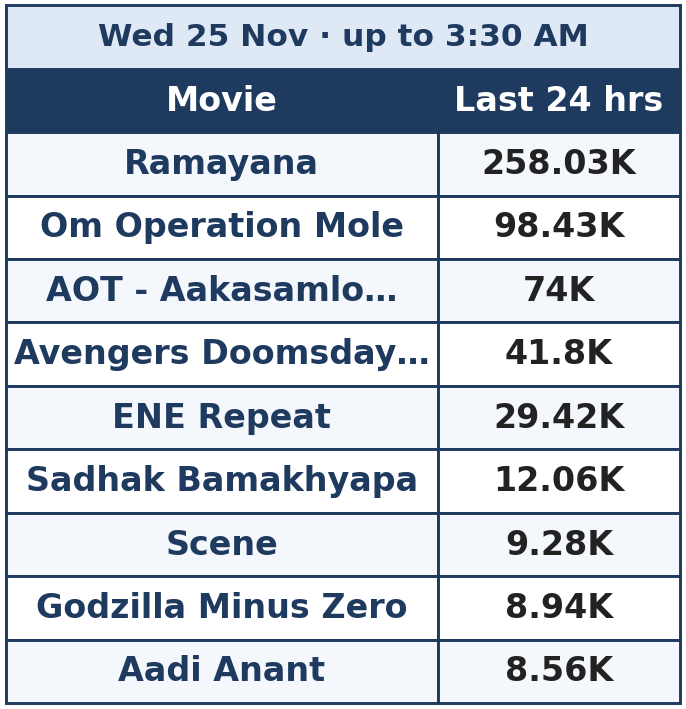 Wed 25 Nov · up to 3:30 AM
Movie Last 24 hrs
Ramayana 258.03K
Om Operation Mole 98.43K
AOT - Aakasamlo... 74K
Avengers Doomsday... 41.8K
ENE Repeat 29.42K
Sadhak Bamakhyapa 12.06K
Scene 9.28K
Godzilla Minus Zero 8.94K
Aadi Anant 8.56K